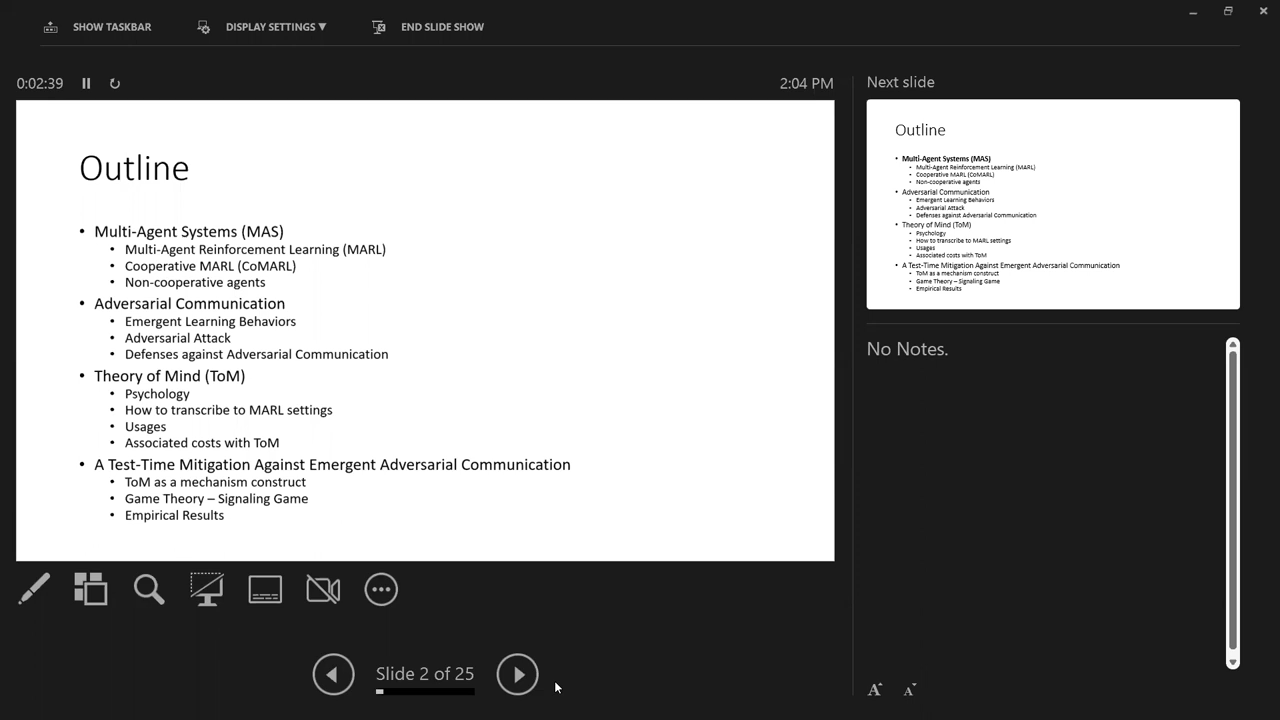 SHOW TASKBAR
DISPLAY SETTINGS ▼
END SLIDE SHOW
0:02:39
2:04 PM
Outline
• Multi-Agent Systems (MAS)
• Multi-Agent Reinforcement Learning (MARL)
• Cooperative MARL (CoMARL)
• Non-cooperative agents
• Adversarial Communication
• Emergent Learning Behaviors
• Adversarial Attack
• Defenses against Adversarial Communication
• Theory of Mind (ToM)
• Psychology
• How to transcribe to MARL settings
• Usages
• Associated costs with ToM
• A Test-Time Mitigation Against Emergent Adversarial Communication
• ToM as a mechanism construct
• Game Theory – Signaling Game
• Empirical Results
Slide 2 of 25
Next slide
Outline
• Multi-Agent Systems (MAS)
• Multi-Agent Reinforcement Learning (MARL)
• Cooperative MARL (CoMARL)
• Non-cooperative agents
• Adversarial Communication
• Emergent Learning Behaviors
• Adversarial Attack
• Defenses against Adversarial Communication
• Theory of Mind (ToM)
• Psychology
• How to transcribe to MARL settings
• Usages
• Associated costs with ToM
• A Test-Time Mitigation Against Emergent Adversarial Communication
• ToM as a mechanism construct
• Game Theory – Signaling Game
• Empirical Results
No Notes.
A A